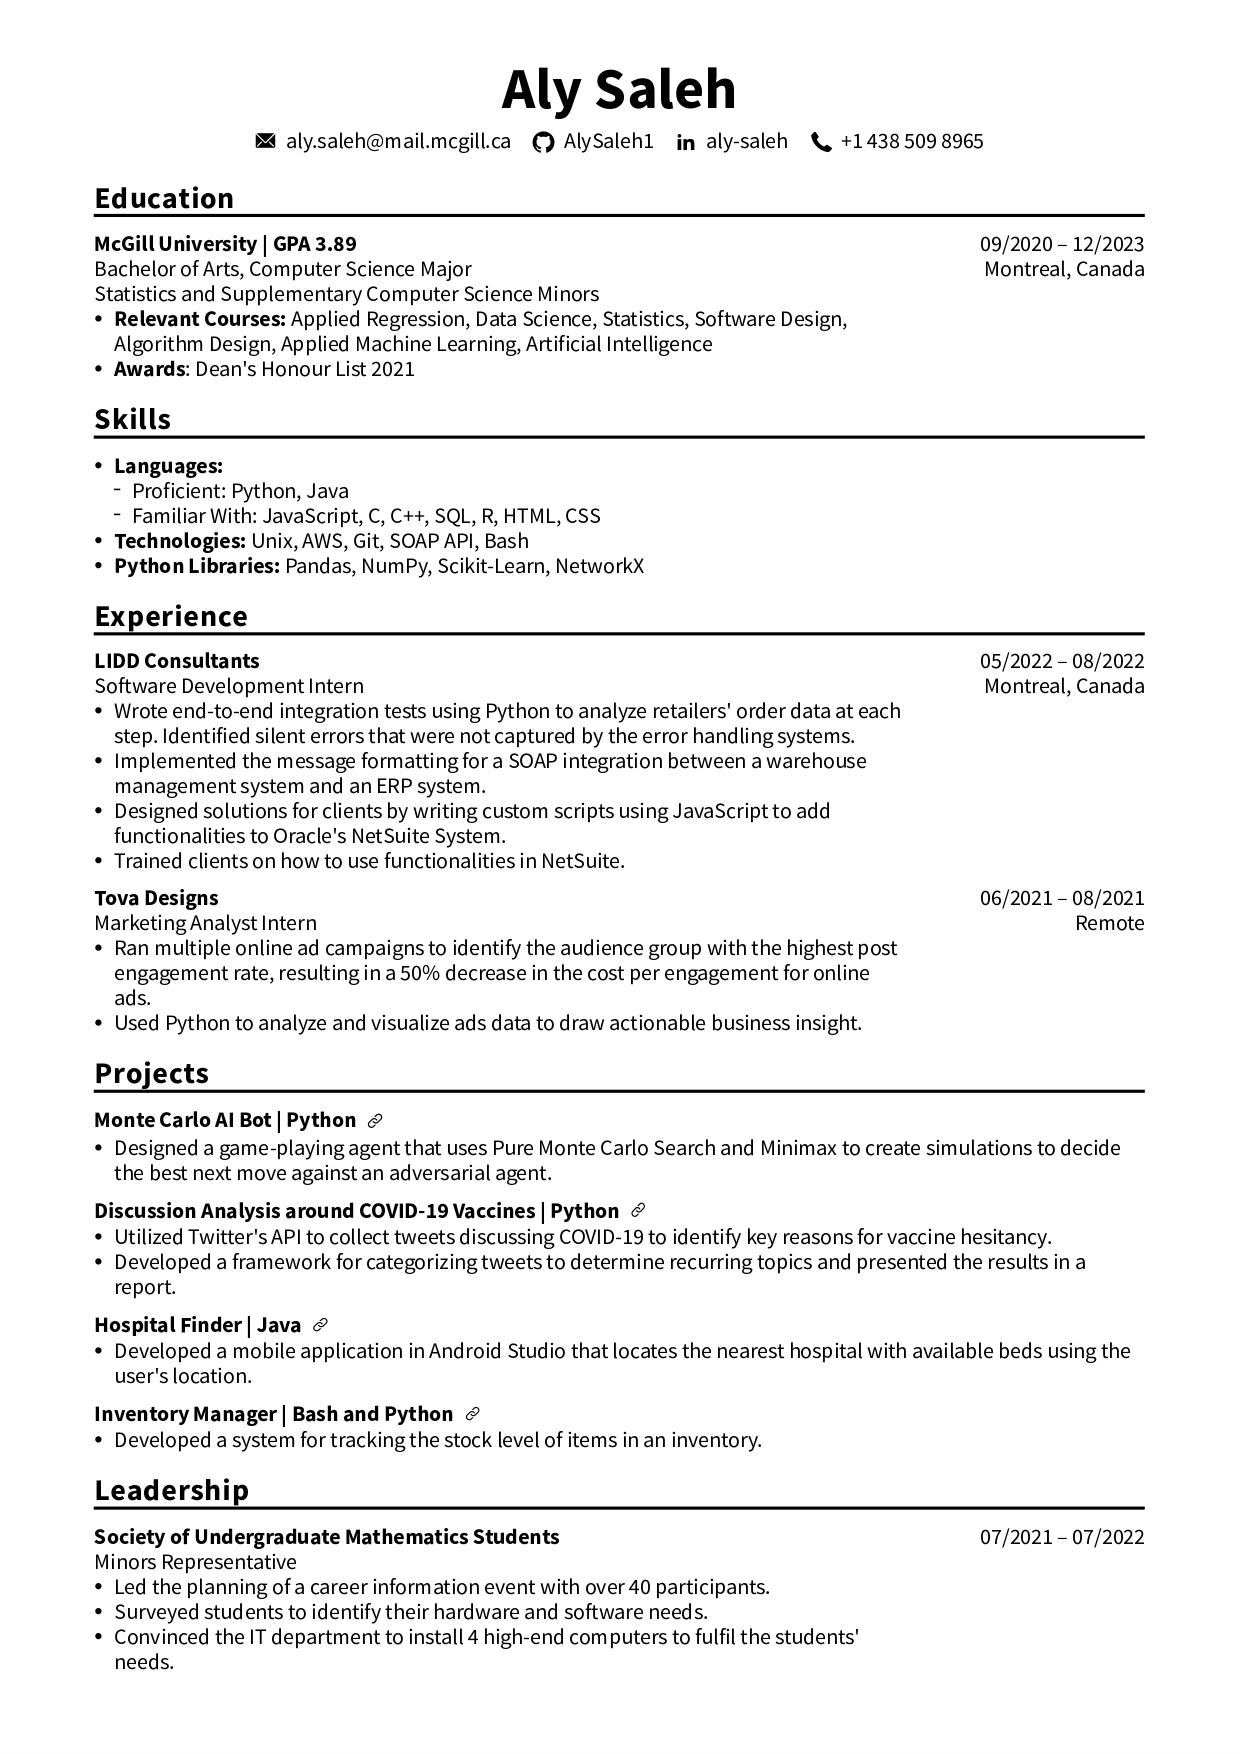 Aly Saleh
aly.saleh@mail.mcgill.ca AlySaleh1 aly-saleh +1 438 509 8965
Education
McGill University | GPA 3.89 09/2020 – 12/2023
Bachelor of Arts, Computer Science Major Montreal, Canada
Statistics and Supplementary Computer Science Minors
• Relevant Courses: Applied Regression, Data Science, Statistics, Software Design,
Algorithm Design, Applied Machine Learning, Artificial Intelligence
• Awards: Dean's Honour List 2021
Skills
• Languages:
- Proficient: Python, Java
- Familiar With: JavaScript, C, C++, SQL, R, HTML, CSS
• Technologies: Unix, AWS, Git, SOAP API, Bash
• Python Libraries: Pandas, NumPy, Scikit-Learn, NetworkX
Experience
LIDD Consultants 05/2022 – 08/2022
Software Development Intern Montreal, Canada
• Wrote end-to-end integration tests using Python to analyze retailers' order data at each
step. Identified silent errors that were not captured by the error handling systems.
• Implemented the message formatting for a SOAP integration between a warehouse
management system and an ERP system.
• Designed solutions for clients by writing custom scripts using JavaScript to add
functionalities to Oracle's NetSuite System.
• Trained clients on how to use functionalities in NetSuite.
Tova Designs 06/2021 – 08/2021
Marketing Analyst Intern Remote
• Ran multiple online ad campaigns to identify the audience group with the highest post
engagement rate, resulting in a 50% decrease in the cost per engagement for online
ads.
• Used Python to analyze and visualize ads data to draw actionable business insight.
Projects
Monte Carlo AI Bot | Python
• Designed a game-playing agent that uses Pure Monte Carlo Search and Minimax to create simulations to decide
the best next move against an adversarial agent.
Discussion Analysis around COVID-19 Vaccines | Python
• Utilized Twitter's API to collect tweets discussing COVID-19 to identify key reasons for vaccine hesitancy.
• Developed a framework for categorizing tweets to determine recurring topics and presented the results in a
report.
Hospital Finder | Java
• Developed a mobile application in Android Studio that locates the nearest hospital with available beds using the
user's location.
Inventory Manager | Bash and Python
• Developed a system for tracking the stock level of items in an inventory.
Leadership
Society of Undergraduate Mathematics Students 07/2021 – 07/2022
Minors Representative
• Led the planning of a career information event with over 40 participants.
• Surveyed students to identify their hardware and software needs.
• Convinced the IT department to install 4 high-end computers to fulfil the students'
needs.